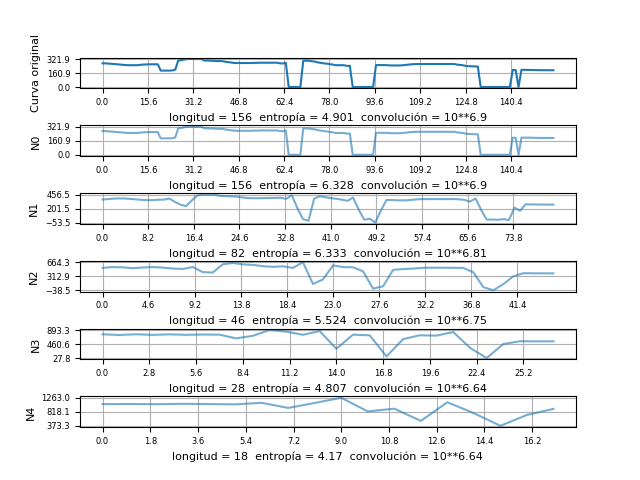 Curva original
321.9
160.9
0.0
0.0 15.6 31.2 46.8 62.4 78.0 93.6 109.2 124.8 140.4
longitud = 156 entropía = 4.901 convolución = 10**6.9
N0
321.9
160.9
0.0
0.0 15.6 31.2 46.8 62.4 78.0 93.6 109.2 124.8 140.4
longitud = 156 entropía = 6.328 convolución = 10**6.9
N1
456.5
201.5
−53.5
0.0 8.2 16.4 24.6 32.8 41.0 49.2 57.4 65.6 73.8
longitud = 82 entropía = 6.333 convolución = 10**6.81
N2
664.3
312.9
−38.5
0.0 4.6 9.2 13.8 18.4 23.0 27.6 32.2 36.8 41.4
longitud = 46 entropía = 5.524 convolución = 10**6.75
N3
893.3
460.6
27.8
0.0 2.8 5.6 8.4 11.2 14.0 16.8 19.6 22.4 25.2
longitud = 28 entropía = 4.807 convolución = 10**6.64
N4
1263.0
818.1
373.3
0.0 1.8 3.6 5.4 7.2 9.0 10.8 12.6 14.4 16.2
longitud = 18 entropía = 4.17 convolución = 10**6.64